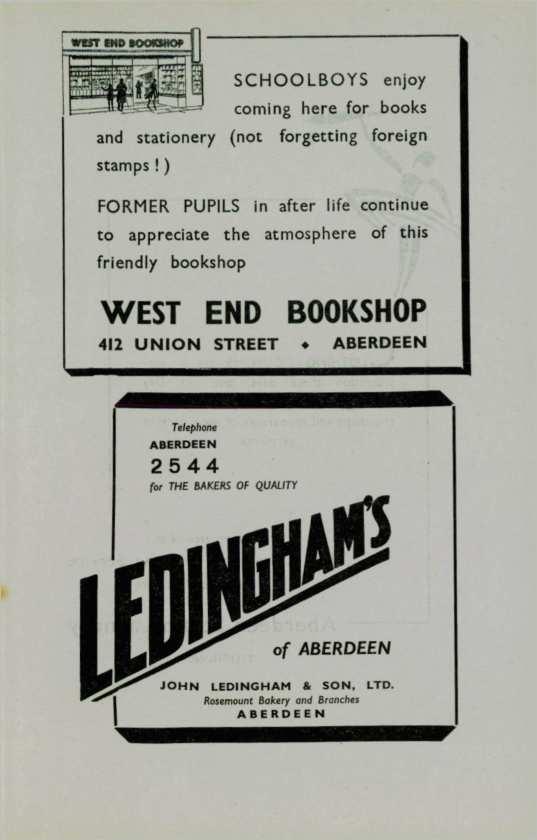 WEST END BOOKSHOP
SCHOOLBOYS enjoy
coming here for books
and stationery (not forgetting foreign
stamps ! )
FORMER PUPILS in after life continue
to appreciate the atmosphere of this
friendly bookshop
WEST END BOOKSHOP
412 UNION STREET ♦ ABERDEEN
Telephone
ABERDEEN
2544
for THE BAKERS OF QUALITY
LEDINGHAM'S
of ABERDEEN
JOHN LEDINGHAM & SON, LTD.
Rosemount Bakery and Branches
ABERDEEN